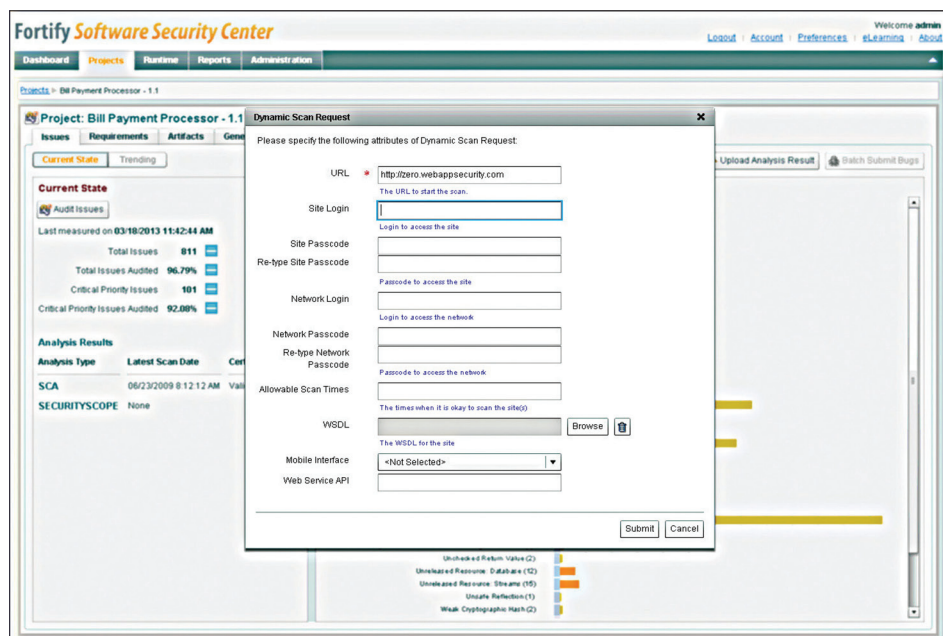 Fortify Software Security Center
Welcome admin
Logout Account Preferences eLearning About
Dashboard Projects Runtime Reports Administration
Projects Bill Payment Processor - 1.1
Project: Bill Payment Processor - 1.1
Issues Requirements Artifacts Gene
Current State Trending
Upload Analysis Result Batch Submit Bugs
Current State
Audit Issues
Last measured on 03/18/2013 11:42:44 AM
Total Issues 811
Total Issues Audited 96.79%
Critical Priority Issues 101
Critical Priority Issues Audited 92.08%
Analysis Results
Analysis Type Latest Scan Date Cert
SCA 06/23/2009 8:12:12 AM Vali
SECURITYSCOPE None
Dynamic Scan Request
Please specify the following attributes of Dynamic Scan Request:
URL * http://zero.webappsecurity.com
The URL to start the scan.
Site Login
Login to access the site
Site Passcode
Re-type Site Passcode
Passcode to access the site
Network Login
Login to access the network
Network Passcode
Re-type Network
Passcode
Passcode to access the network
Allowable Scan Times
The times when it is okay to scan the site(s)
WSDL Browse
The WSDL for the site
Mobile Interface <Not Selected>
Web Service API
Submit Cancel
Unchecked Return Value (2)
Unreleased Resource: Database (12)
Unreleased Resource: Streams (15)
Unsafe Reflection (1)
Weak Cryptographic Hash (2)